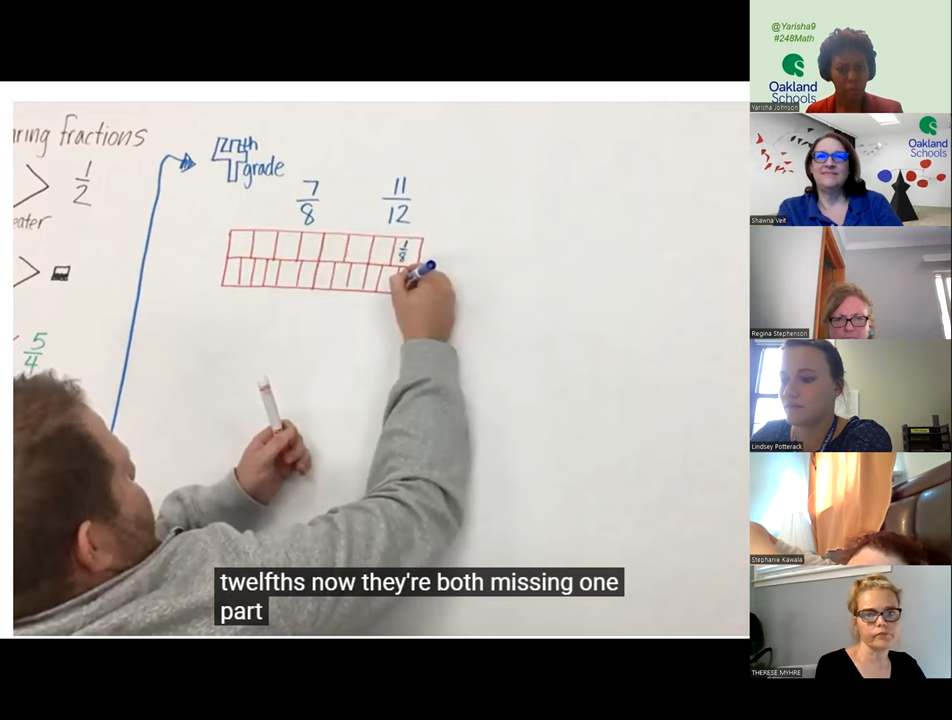 @Yarisha9
#248Math
Oakland
Schools
Yarisha Johnson
Oakland
Schools
Shawna Veit
Regina Stephenson
Lindsey Potterack
Stephanie Kawala
THERESE MYHRE
ring fractions
> 1/2
eater
>
5/4
4th
grade
7/8 11/12
1/8
twelfths now they're both missing one
part